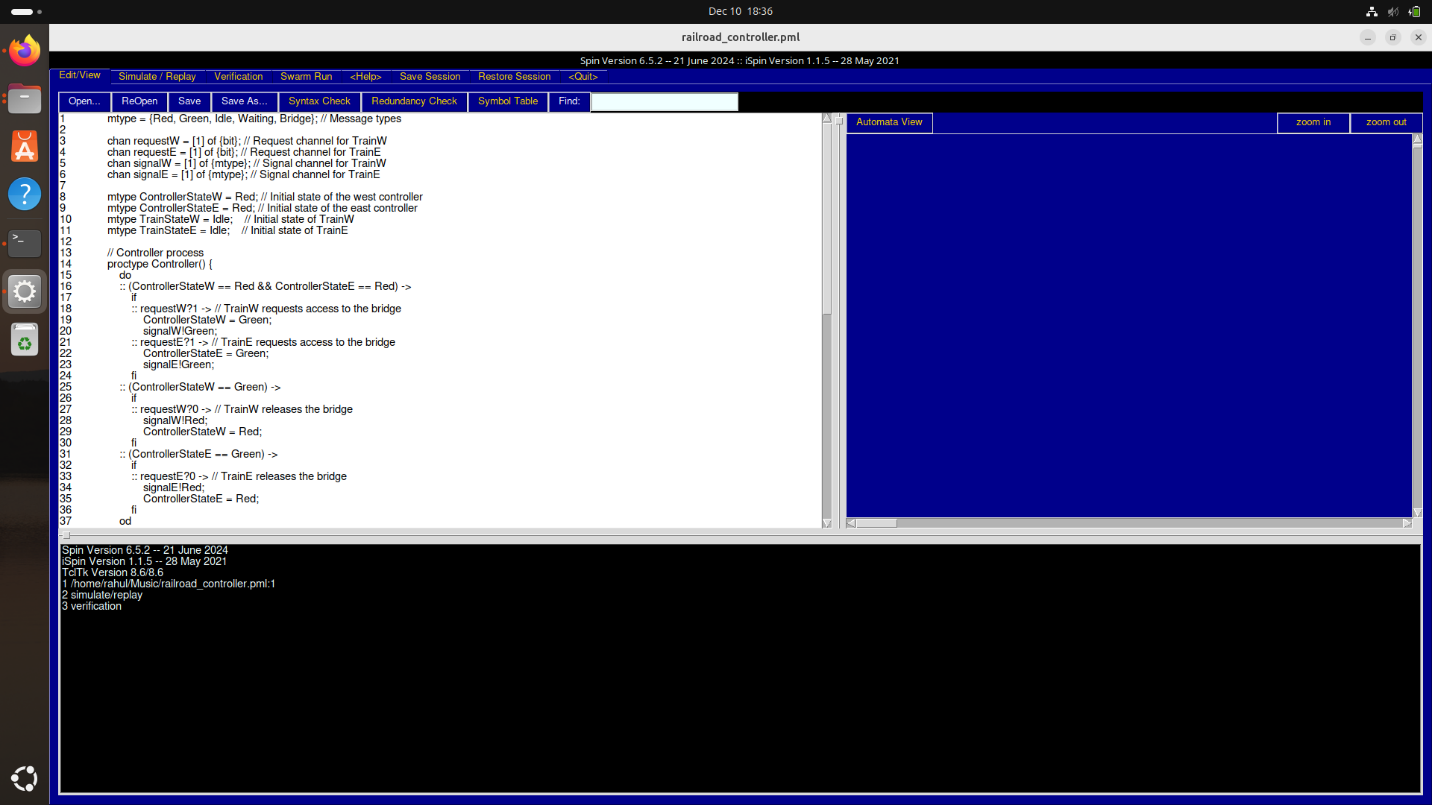 Dec 10 18:36
railroad_controller.pml
Spin Version 6.5.2 -- 21 June 2024 :: iSpin Version 1.1.5 -- 28 May 2021
Edit/View Simulate / Replay Verification Swarm Run <Help> Save Session Restore Session <Quit>
Open... ReOpen Save Save As... Syntax Check Redundancy Check Symbol Table Find:
Automata View zoom in zoom out
1 mtype = {Red, Green, Idle, Waiting, Bridge}; // Message types
2
3 chan requestW = [1] of {bit}; // Request channel for TrainW
4 chan requestE = [1] of {bit}; // Request channel for TrainE
5 chan signalW = [1] of {mtype}; // Signal channel for TrainW
6 chan signalE = [1] of {mtype}; // Signal channel for TrainE
7
8 mtype ControllerStateW = Red; // Initial state of the west controller
9 mtype ControllerStateE = Red; // Initial state of the east controller
10 mtype TrainStateW = Idle; // Initial state of TrainW
11 mtype TrainStateE = Idle; // Initial state of TrainE
12
13 // Controller process
14 proctype Controller() {
15 do
16 :: (ControllerStateW == Red && ControllerStateE == Red) ->
17 if
18 :: requestW?1 -> // TrainW requests access to the bridge
19 ControllerStateW = Green;
20 signalW!Green;
21 :: requestE?1 -> // TrainE requests access to the bridge
22 ControllerStateE = Green;
23 signalE!Green;
24 fi
25 :: (ControllerStateW == Green) ->
26 if
27 :: requestW?0 -> // TrainW releases the bridge
28 signalW!Red;
29 ControllerStateW = Red;
30 fi
31 :: (ControllerStateE == Green) ->
32 if
33 :: requestE?0 -> // TrainE releases the bridge
34 signalE!Red;
35 ControllerStateE = Red;
36 fi
37 od
Spin Version 6.5.2 -- 21 June 2024
iSpin Version 1.1.5 -- 28 May 2021
TclTk Version 8.6/8.6
1 /home/rahul/Music/railroad_controller.pml:1
2 simulate/replay
3 verification